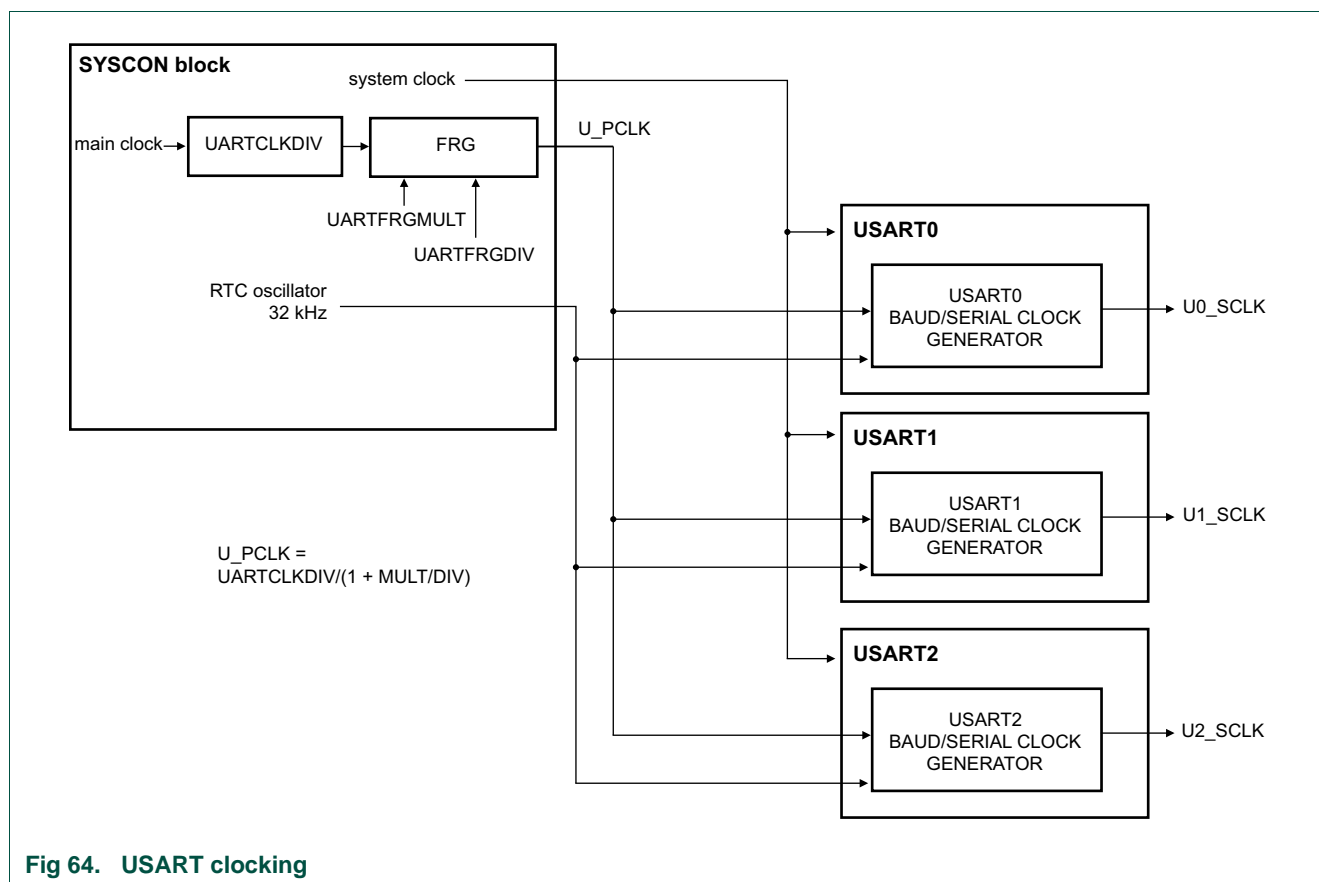 SYSCON block
system clock
main clock
UARTCLKDIV
FRG
U_PCLK
UARTFRGMULT
UARTFRGDIV
RTC oscillator
32 kHz
USART0
USART0
BAUD/SERIAL CLOCK
GENERATOR
U0_SCLK
USART1
USART1
BAUD/SERIAL CLOCK
GENERATOR
U1_SCLK
U_PCLK =
UARTCLKDIV/(1 + MULT/DIV)
USART2
USART2
BAUD/SERIAL CLOCK
GENERATOR
U2_SCLK
Fig 64. USART clocking